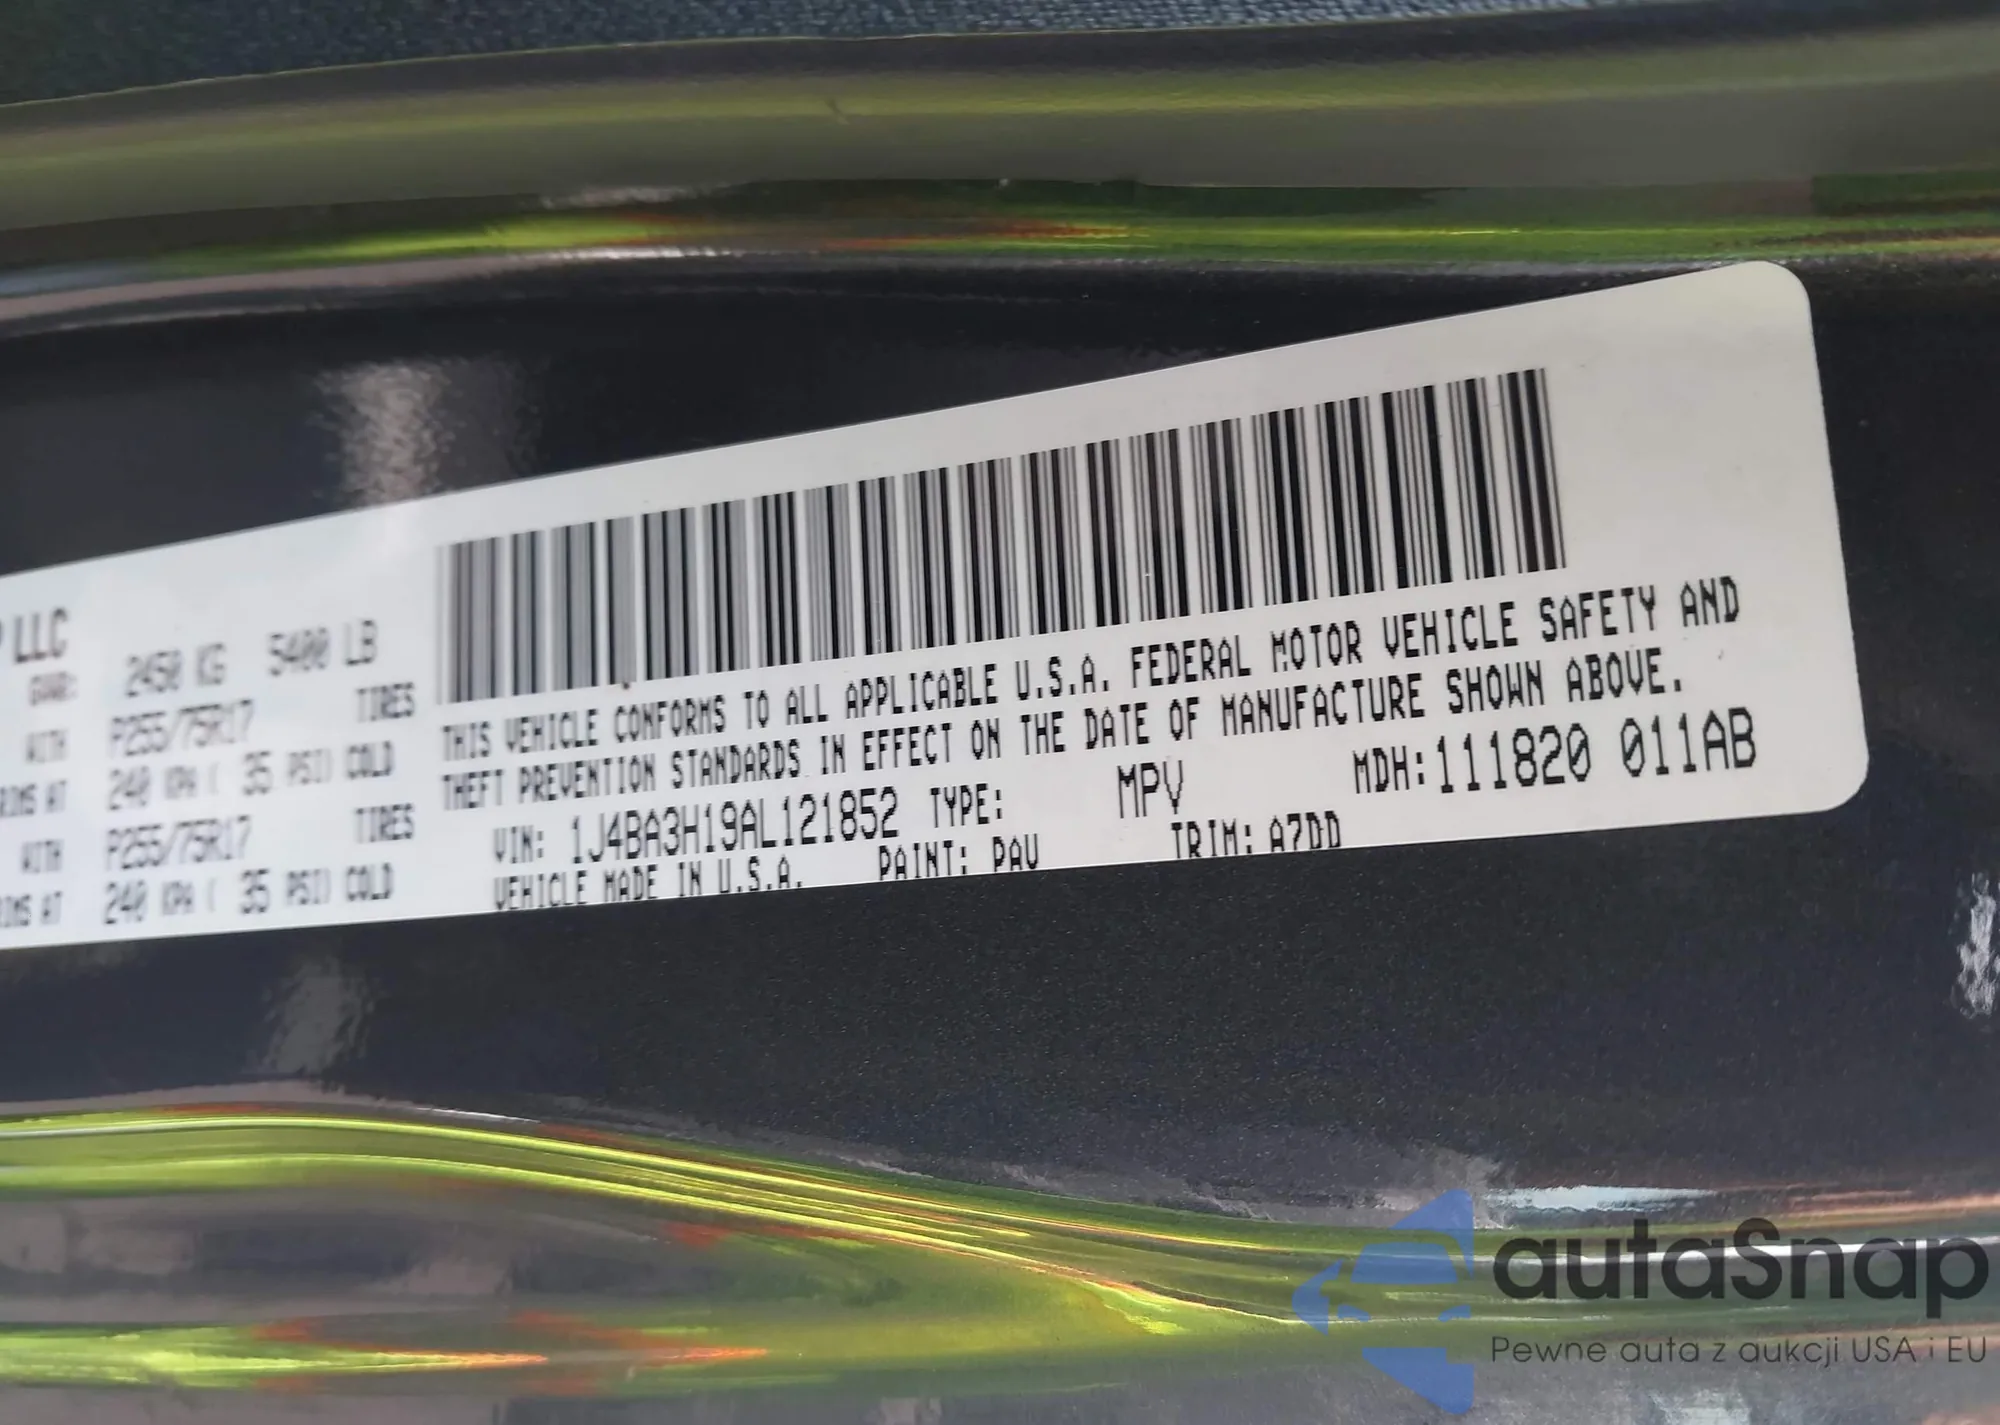 LLC
2450 KG 5400 LB
WITH P255/75R17 TIRES
AT 240 KPA ( 35 PSI) COLD
WITH P255/75R17 TIRES
AT 240 KPA ( 35 PSI) COLD
THIS VEHICLE CONFORMS TO ALL APPLICABLE U.S.A. FEDERAL MOTOR VEHICLE SAFETY AND
THEFT PREVENTION STANDARDS IN EFFECT ON THE DATE OF MANUFACTURE SHOWN ABOVE.
VIN: 1J4BA3H19AL121852 TYPE: MPV MDH:111820 011AB
VEHICLE MADE IN U.S.A. PAINT: PAV TRIM: A7DD
autaSnap
Pewne auta z aukcji USA i EU